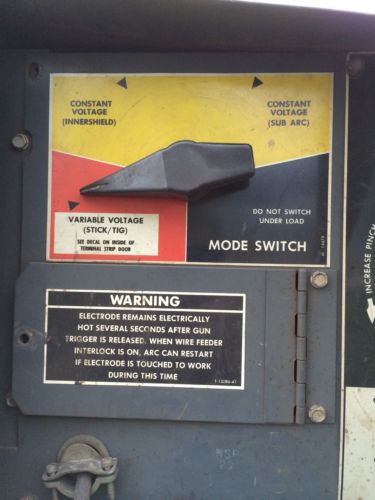 CONSTANT
VOLTAGE
(INNERSHIELD)
CONSTANT
VOLTAGE
(SUB ARC)
VARIABLE VOLTAGE
(STICK/TIG)
SEE DECAL ON INSIDE OF
TERMINAL STRIP DOOR
DO NOT SWITCH
UNDER LOAD
MODE SWITCH
INCREASE PINCH
WARNING
ELECTRODE REMAINS ELECTRICALLY
HOT SEVERAL SECONDS AFTER GUN
TRIGGER IS RELEASED. WHEN WIRE FEEDER
INTERLOCK IS ON, ARC CAN RESTART
IF ELECTRODE IS TOUCHED TO WORK
DURING THIS TIME